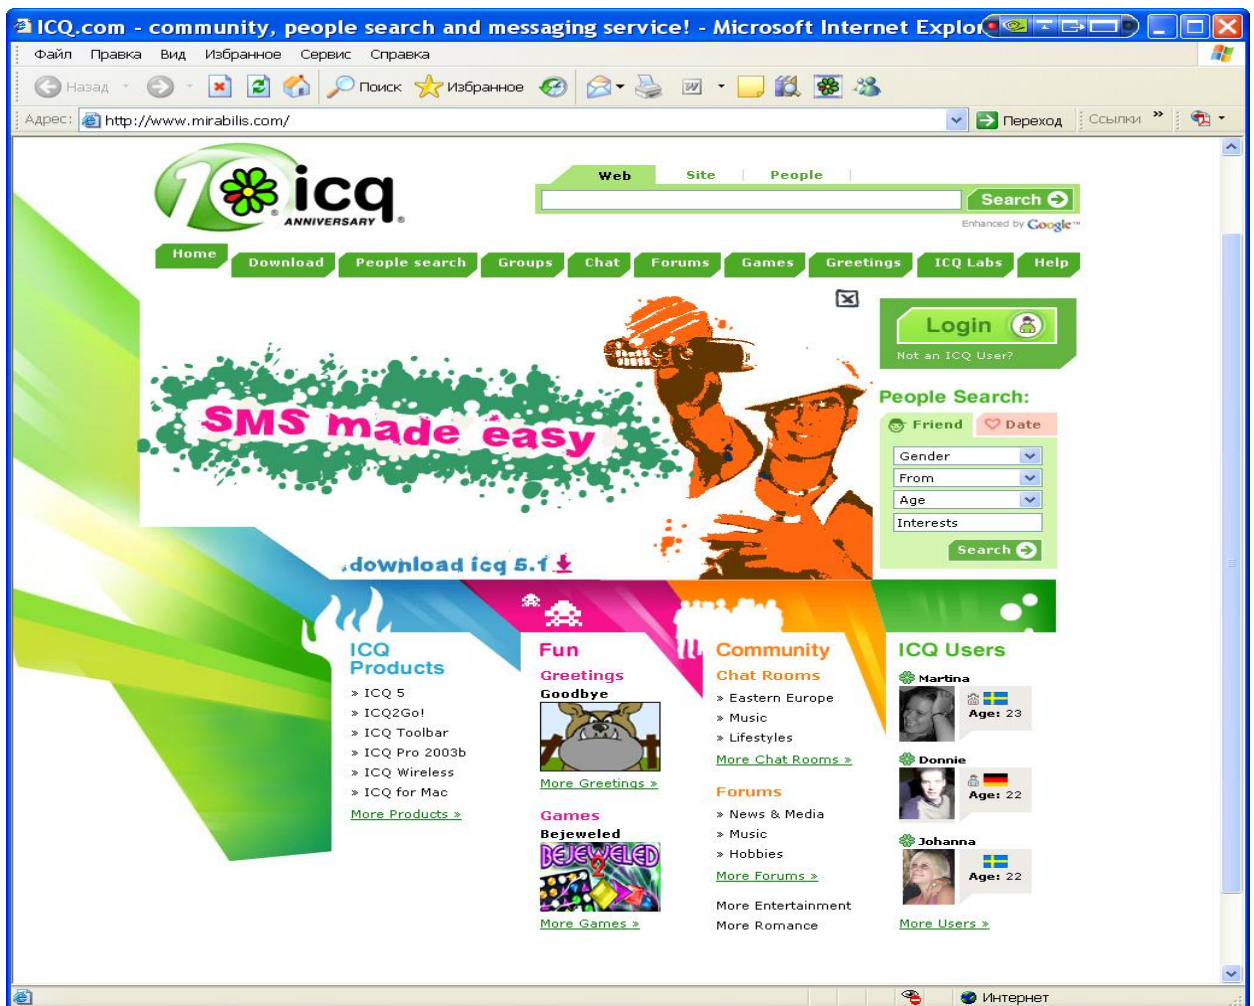 ICQ.com - community, people search and messaging service! - Microsoft Internet Explo
Файл Правка Вид Избранное Сервис Справка
Назад Поиск Избранное
Адрес: http://www.mirabilis.com/ Переход Ссылки »
10 icq
ANNIVERSARY
Web Site People
Search
Enhanced by Google™
Home Download People search Groups Chat Forums Games Greetings ICQ Labs Help
SMS made easy
download icq 5.1
Login
Not an ICQ User?
People Search:
Friend Date
Gender
From
Age
Interests
Search
ICQ
Products
» ICQ 5
» ICQ2Go!
» ICQ Toolbar
» ICQ Pro 2003b
» ICQ Wireless
» ICQ for Mac
More Products »
Fun
Greetings
Goodbye
More Greetings »
Games
Bejeweled
BEJEWELED
2
More Games »
Community
Chat Rooms
» Eastern Europe
» Music
» Lifestyles
More Chat Rooms »
Forums
» News & Media
» Music
» Hobbies
More Forums »
More Entertainment
More Romance
ICQ Users
Martina
Age: 23
Donnie
Age: 22
Johanna
Age: 22
More Users »
Интернет